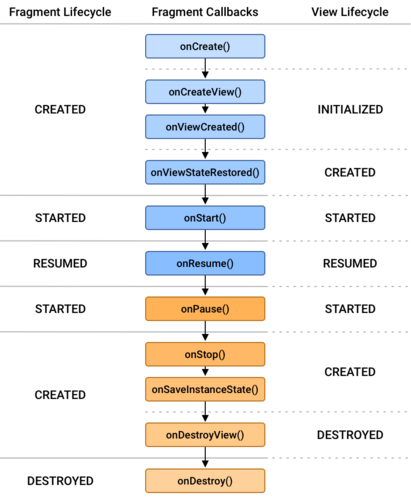 Fragment Lifecycle Fragment Callbacks View Lifecycle
onCreate()
onCreateView()
CREATED INITIALIZED
onViewCreated()
onViewStateRestored() CREATED
STARTED onStart() STARTED
RESUMED onResume() RESUMED
STARTED onPause() STARTED
onStop()
CREATED
onSaveInstanceState()
CREATED
onDestroyView() DESTROYED
DESTROYED onDestroy()